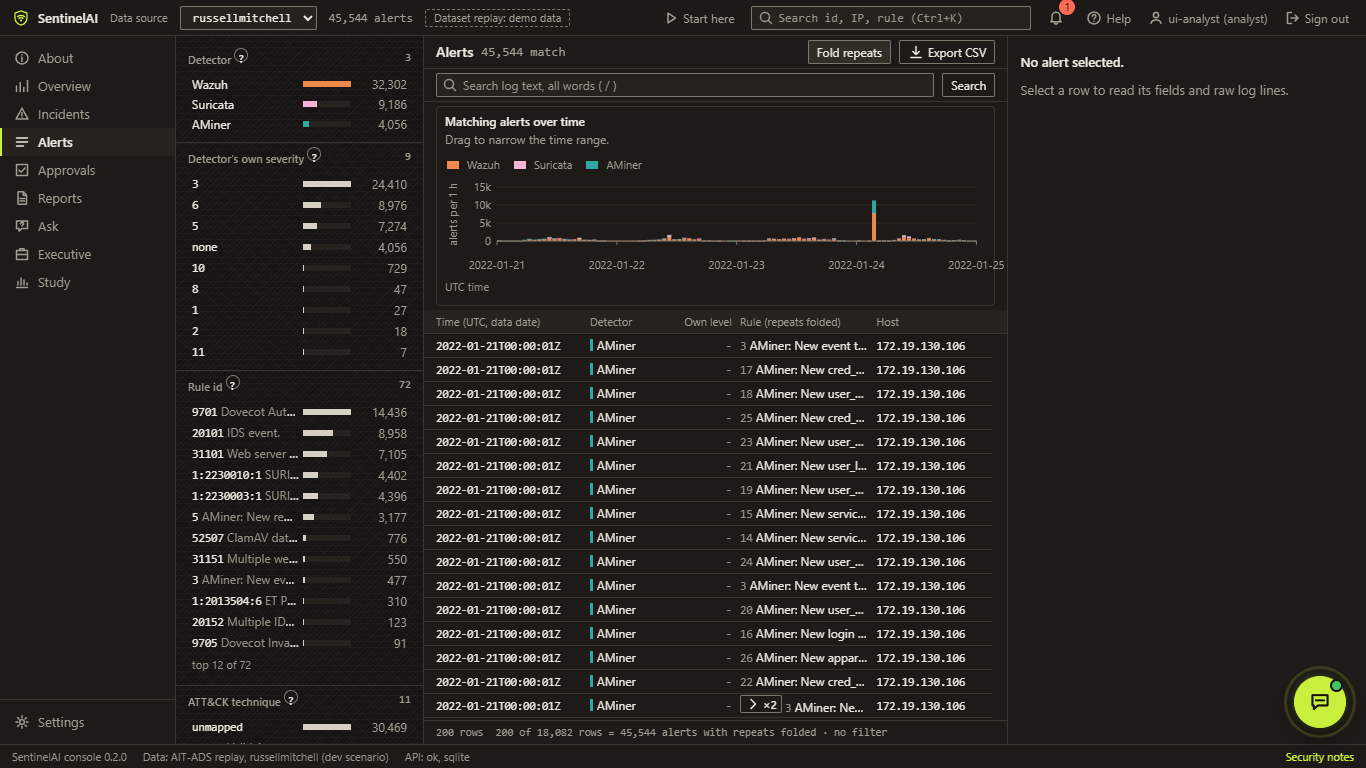 SentinelAI
Data source
russellmitchell
45,544 alerts
Dataset replay: demo data
Start here
Search id, IP, rule (Ctrl+K)
1
Help
ui-analyst (analyst)
Sign out
About
Overview
Incidents
Alerts
Approvals
Reports
Ask
Executive
Study
Settings
Detector ?
3
Wazuh 32,302
Suricata 9,186
AMiner 4,056
Detector's own severity ?
9
3 24,410
6 8,976
5 7,274
none 4,056
10 729
8 47
1 27
2 18
11 7
Rule id ?
72
9701 Dovecot Aut... 14,436
20101 IDS event. 8,958
31101 Web server ... 7,105
1:2230010:1 SURI... 4,402
1:2230003:1 SURI... 4,396
5 AMiner: New re... 3,177
52507 ClamAV dat... 776
31151 Multiple we... 550
3 AMiner: New ev... 477
1:2013504:6 ET P... 310
20152 Multiple ID... 123
9705 Dovecot Inva... 91
top 12 of 72
ATT&CK technique ?
11
unmapped 30,469
Alerts 45,544 match
Fold repeats
Export CSV
Search log text, all words ( / )
Search
Matching alerts over time
Drag to narrow the time range.
Wazuh Suricata AMiner
alerts per 1 h
15k
10k
5k
0
2022-01-21 2022-01-22 2022-01-23 2022-01-24 2022-01-25
UTC time
Time (UTC, data date) Detector Own level Rule (repeats folded) Host
2022-01-21T00:00:01Z AMiner - 3 AMiner: New event t... 172.19.130.106
2022-01-21T00:00:01Z AMiner - 17 AMiner: New cred_... 172.19.130.106
2022-01-21T00:00:01Z AMiner - 18 AMiner: New user_... 172.19.130.106
2022-01-21T00:00:01Z AMiner - 25 AMiner: New cred_... 172.19.130.106
2022-01-21T00:00:01Z AMiner - 23 AMiner: New user_... 172.19.130.106
2022-01-21T00:00:01Z AMiner - 21 AMiner: New user_l... 172.19.130.106
2022-01-21T00:00:01Z AMiner - 19 AMiner: New user_... 172.19.130.106
2022-01-21T00:00:01Z AMiner - 15 AMiner: New servic... 172.19.130.106
2022-01-21T00:00:01Z AMiner - 14 AMiner: New servic... 172.19.130.106
2022-01-21T00:00:01Z AMiner - 24 AMiner: New user_... 172.19.130.106
2022-01-21T00:00:01Z AMiner - 3 AMiner: New event t... 172.19.130.106
2022-01-21T00:00:01Z AMiner - 20 AMiner: New user_... 172.19.130.106
2022-01-21T00:00:01Z AMiner - 16 AMiner: New login ... 172.19.130.106
2022-01-21T00:00:01Z AMiner - 26 AMiner: New appar... 172.19.130.106
2022-01-21T00:00:01Z AMiner - 22 AMiner: New cred_... 172.19.130.106
2022-01-21T00:00:01Z AMiner - ×2 3 AMiner: Ne... 172.19.130.106
200 rows 200 of 18,082 rows = 45,544 alerts with repeats folded · no filter
No alert selected.
Select a row to read its fields and raw log lines.
SentinelAI console 0.2.0
Data: AIT-ADS replay, russellmitchell (dev scenario)
API: ok, sqlite
Security notes